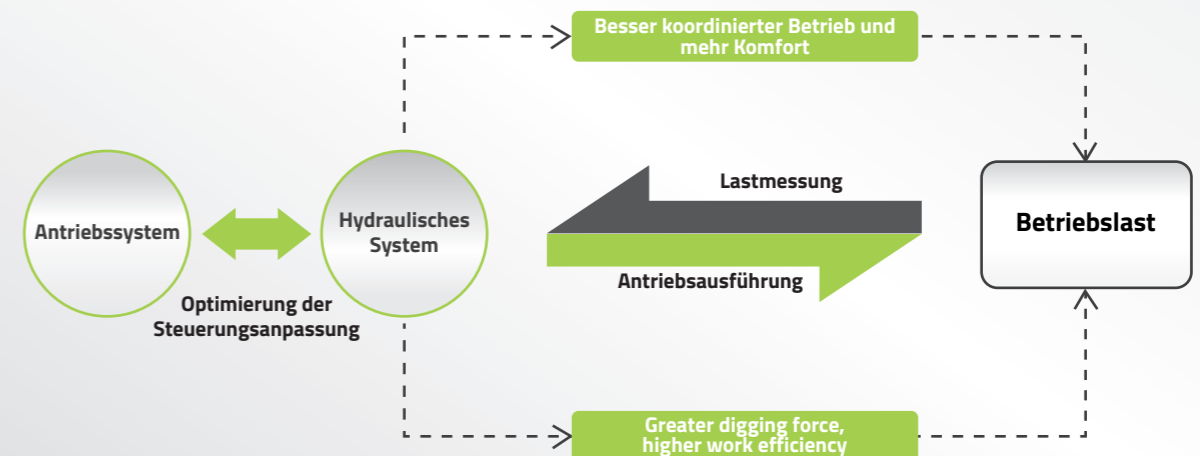 Besser koordinierter Betrieb und
mehr Komfort
Lastmessung
Antriebssystem
Hydraulisches
System
Betriebslast
Antriebsausführung
Optimierung der
Steuerungsanpassung
Greater digging force,
higher work efficiency